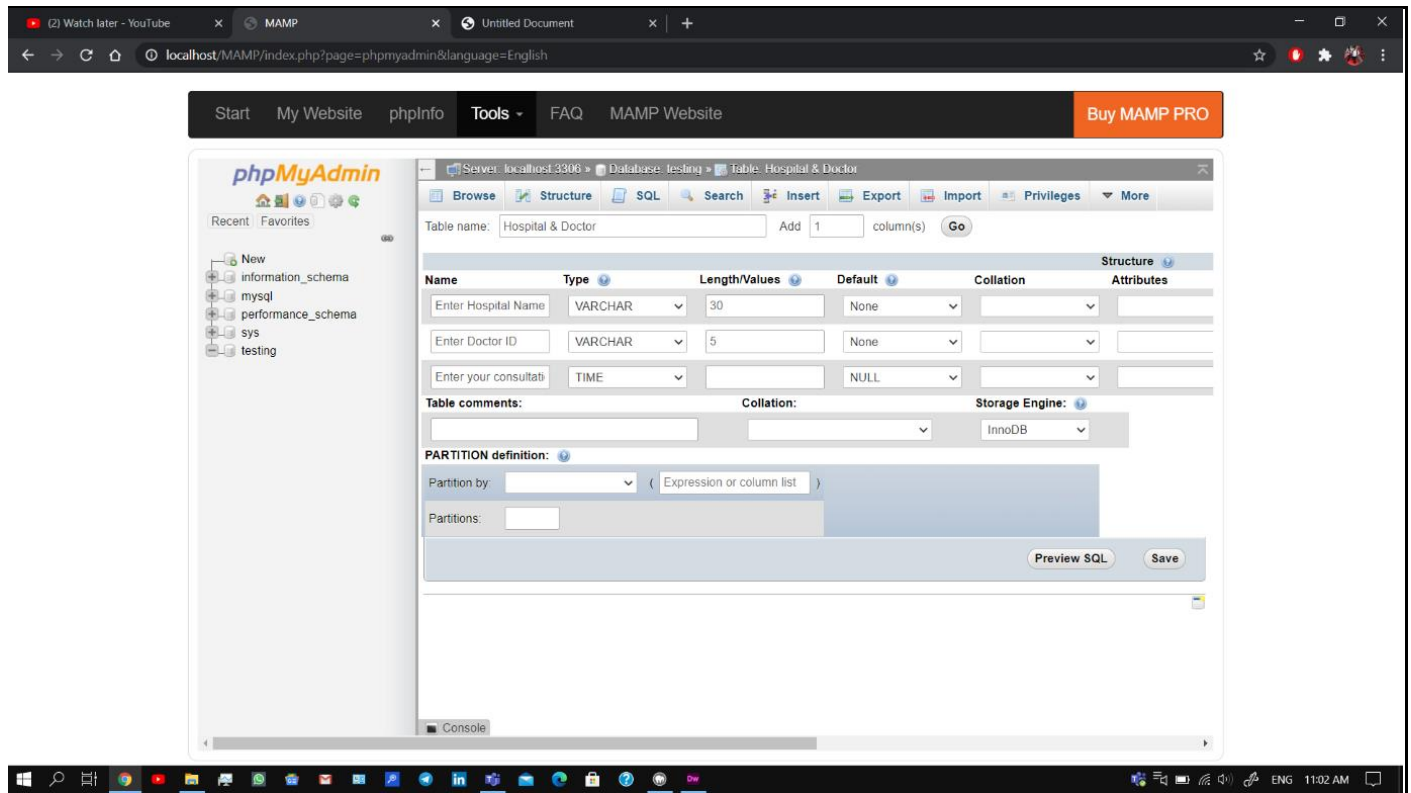 (2) Watch later - YouTube
MAMP
Untitled Document
localhost/MAMP/index.php?page=phpmyadmin&language=English
Start My Website phpInfo Tools FAQ MAMP Website Buy MAMP PRO
phpMyAdmin
Recent Favorites
New
information_schema
mysql
performance_schema
sys
testing
Server: localhost:3306 » Database: testing » Table: Hospital & Doctor
Browse Structure SQL Search Insert Export Import Privileges More
Table name: Hospital & Doctor Add 1 column(s) Go
Structure
Name Type Length/Values Default Collation Attributes
Enter Hospital Name VARCHAR 30 None
Enter Doctor ID VARCHAR 5 None
Enter your consultati TIME NULL
Table comments: Collation: Storage Engine:
InnoDB
PARTITION definition:
Partition by: ( Expression or column list )
Partitions:
Preview SQL Save
Console
ENG 11:02 AM